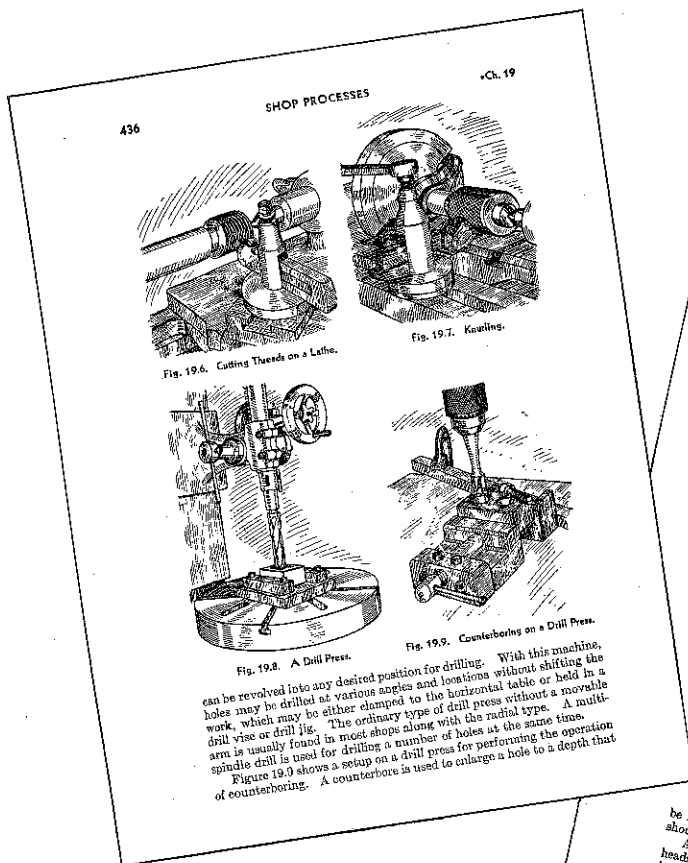 436
SHOP PROCESSES
•Ch. 19
Fig. 19.6. Cutting Threads on a Lathe.
Fig. 19.7. Knurling.
Fig. 19.8. A Drill Press.
Fig. 19.9. Counterboring on a Drill Press.
can be revolved into any desired position for drilling. With this machine,
holes may be drilled at various angles and locations without shifting the
work, which may be either clamped to the horizontal table or held in a
drill vise or drill jig. The ordinary type of drill press without a movable
arm is usually found in most shops along with the radial type. A multi-
spindle drill is used for drilling a number of holes at the same time.
Figure 19.9 shows a setup on a drill press for performing the operation
of counterboring. A counterbore is used to enlarge a hole to a depth that
be
shou
A
head